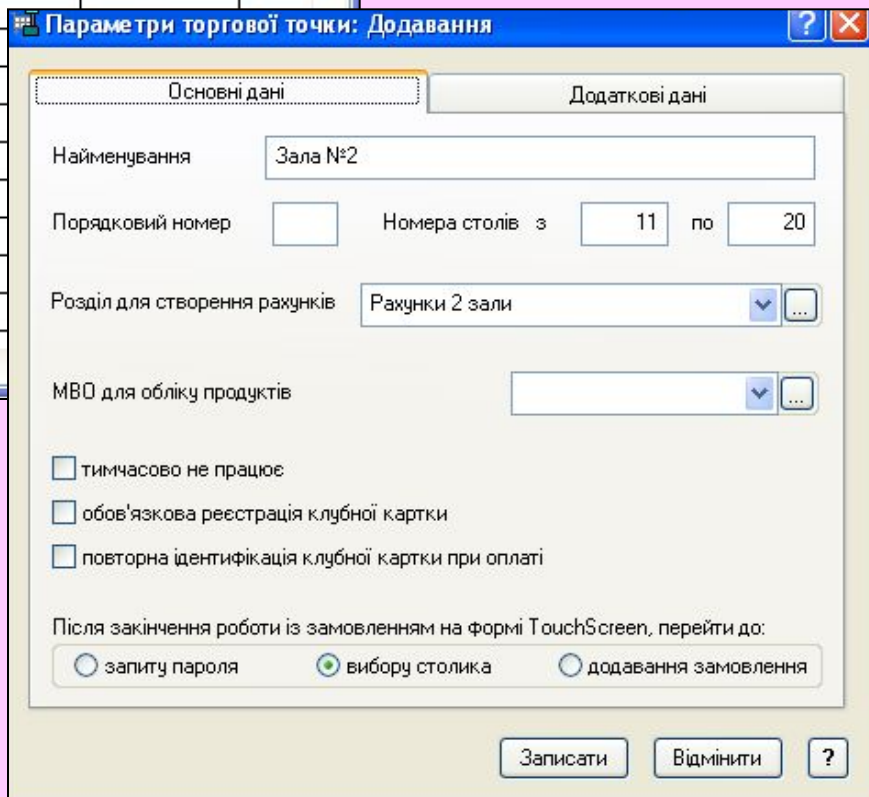 Параметри торгової точки: Додавання ? X
Основні дані Додаткові дані
Найменування Зала №2
Порядковий номер Номера столів з 11 по 20
Розділ для створення рахунків Рахунки 2 зали ...
МВО для обліку продуктів ...
тимчасово не працює
обов'язкова реєстрація клубної картки
повторна ідентифікація клубної картки при оплаті
Після закінчення роботи із замовленням на формі TouchScreen, перейти до:
запиту пароля вибору столика додавання замовлення
Записати Відмінити ?